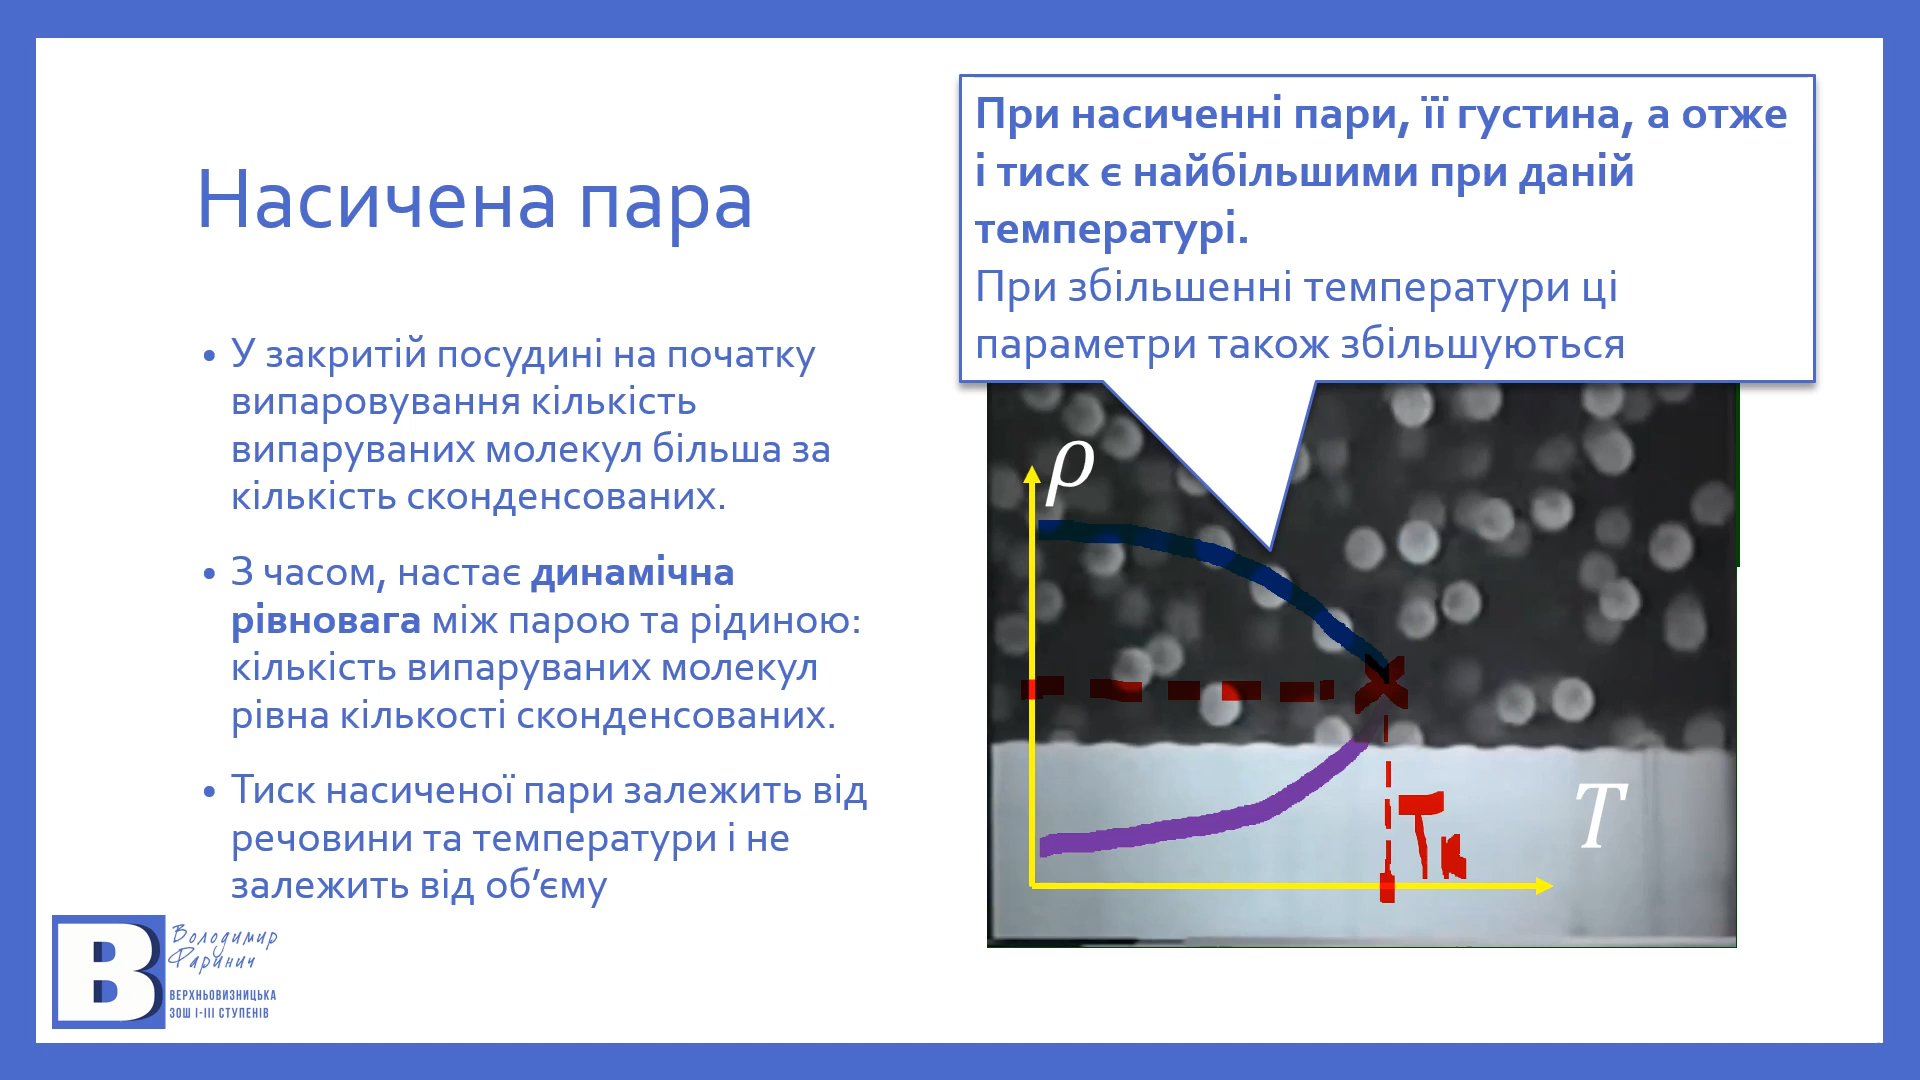 Насичена пара
• У закритій посудині на початку
випаровування кількість
випаруваних молекул більша за
кількість сконденсованих.
• З часом, настає динамічна
рівновага між парою та рідиною:
кількість випаруваних молекул
рівна кількості сконденсованих.
• Тиск насиченої пари залежить від
речовини та температури і не
залежить від об’єму
При насиченні пари, її густина, а отже
і тиск є найбільшими при даній
температурі.
При збільшенні температури ці
параметри також збільшуються
ρ
T
Tк
В
Володимир
Фаринич
ВЕРХНЬОВИЗНИЦЬКА
ЗОШ І-ІІІ СТУПЕНІВ